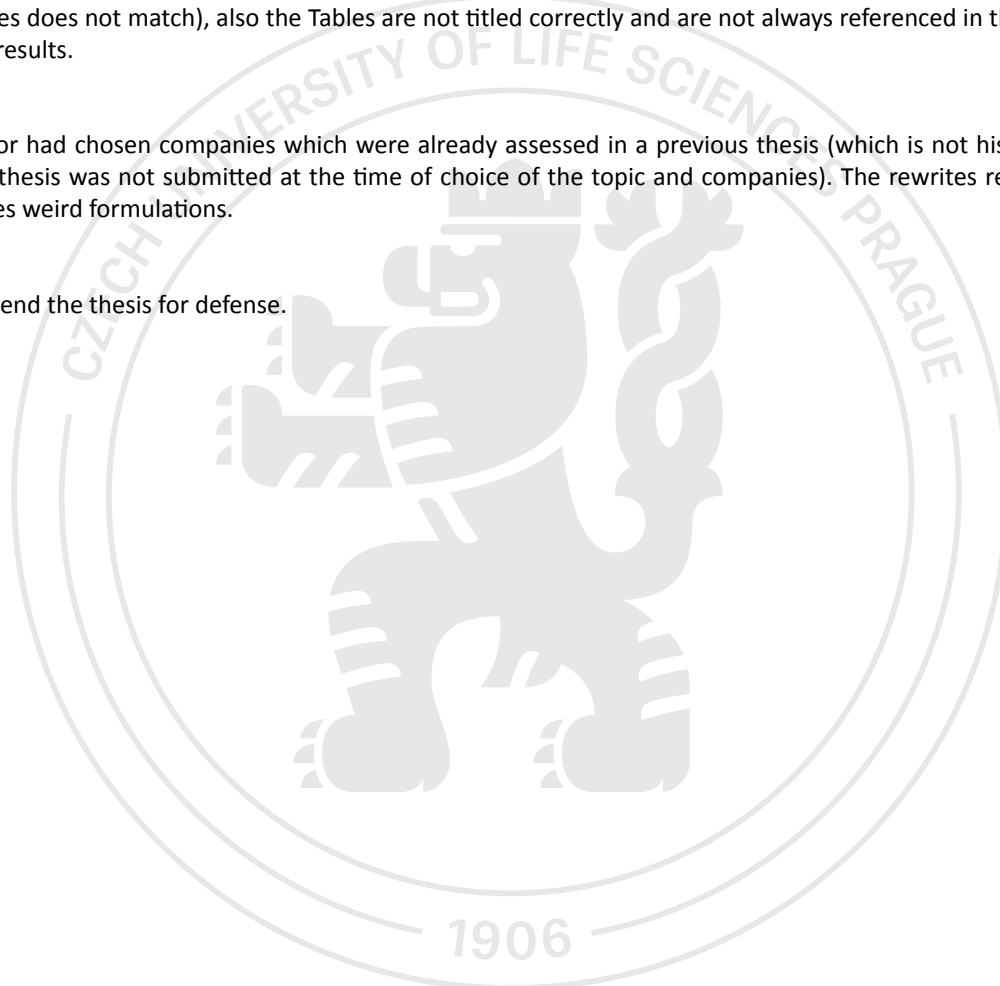 es does not match), also the Tables are not titled correctly and are not always referenced in th
results.
or had chosen companies which were already assessed in a previous thesis (which is not his
thesis was not submitted at the time of choice of the topic and companies). The rewrites re
es weird formulations.
end the thesis for defense.
CZECH UNIVERSITY OF LIFE SCIENCES PRAGUE
1906